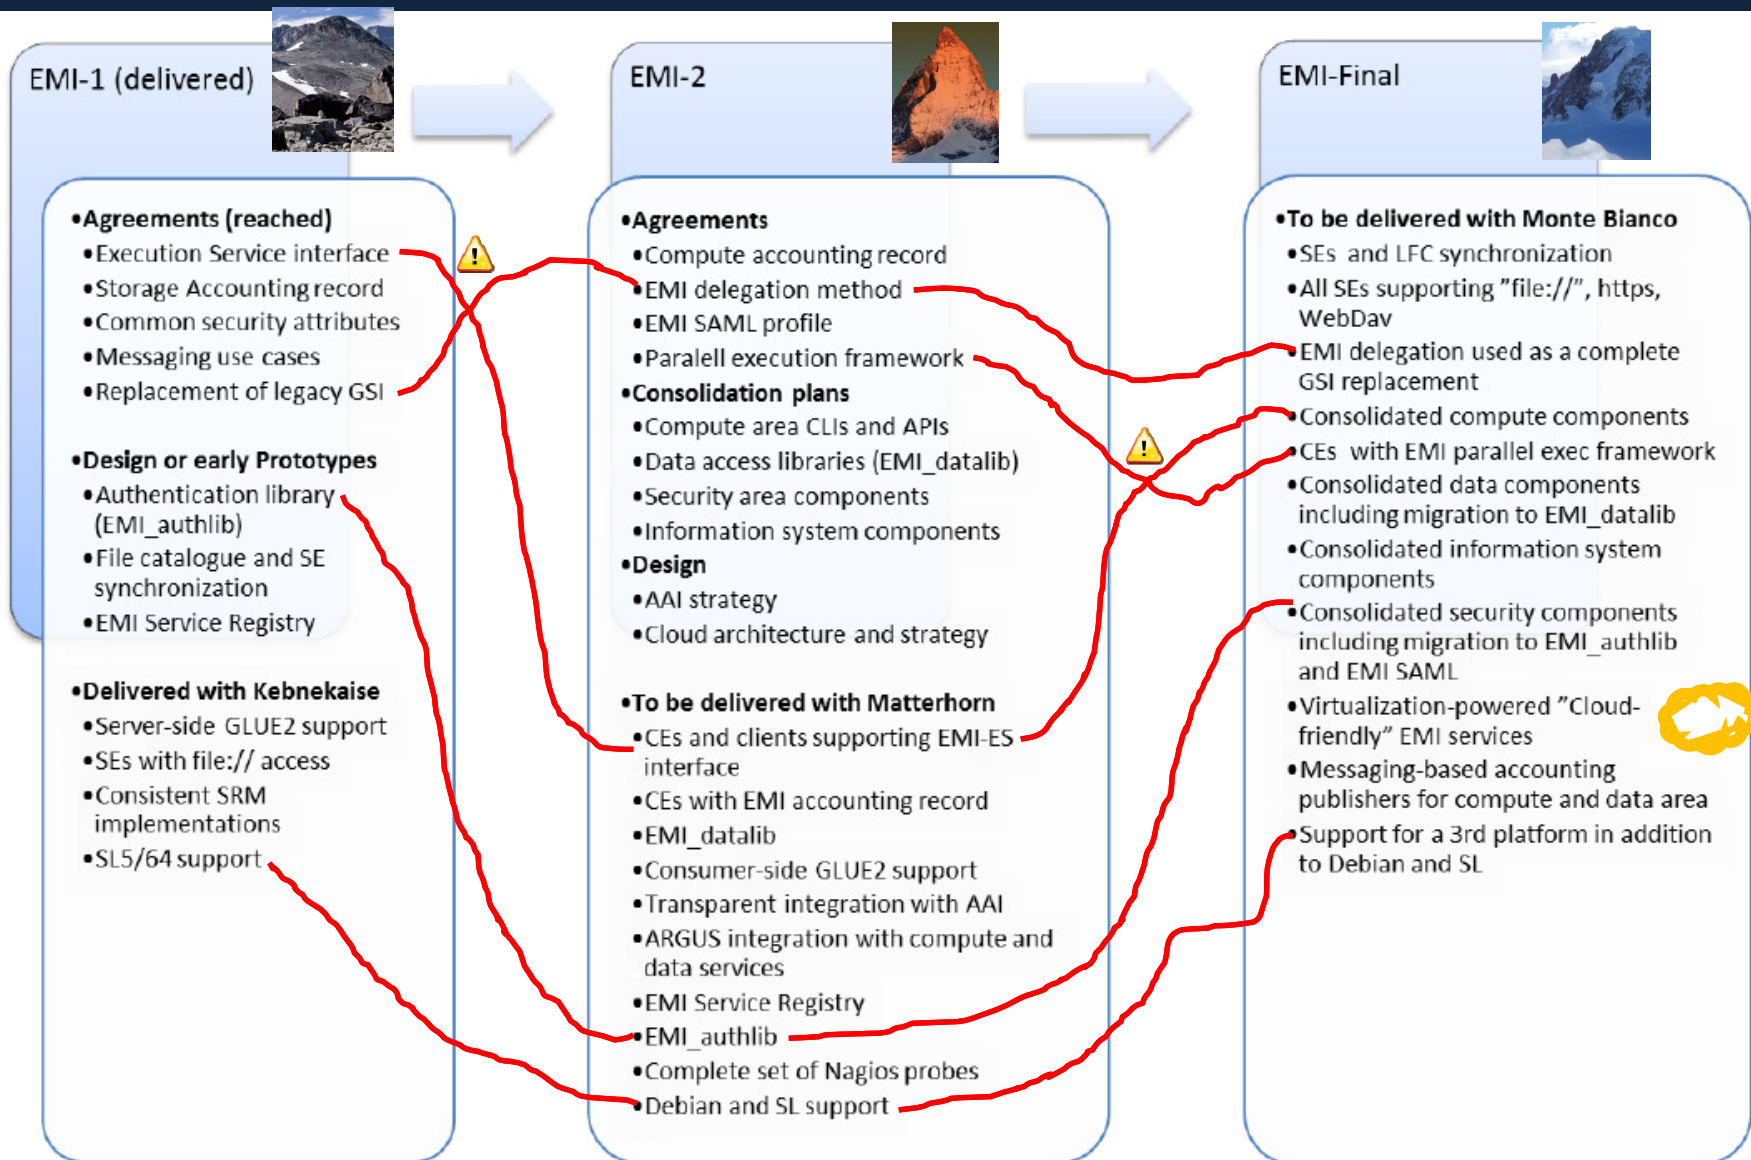 EMI-1 (delivered)
•Agreements (reached)
•Execution Service interface
•Storage Accounting record
•Common security attributes
•Messaging use cases
•Replacement of legacy GSI
•Design or early Prototypes
•Authentication library
(EMI_authlib)
•File catalogue and SE
synchronization
•EMI Service Registry
•Delivered with Kebnekaise
•Server-side GLUE2 support
•SEs with file:// access
•Consistent SRM
implementations
•SL5/64 support
EMI-2
•Agreements
•Compute accounting record
•EMI delegation method
•EMI SAML profile
•Paralell execution framework
•Consolidation plans
•Compute area CLIs and APIs
•Data access libraries (EMI_datalib)
•Security area components
•Information system components
•Design
•AAI strategy
•Cloud architecture and strategy
•To be delivered with Matterhorn
•CEs and clients supporting EMI-ES
interface
•CEs with EMI accounting record
•EMI_datalib
•Consumer-side GLUE2 support
•Transparent integration with AAI
•ARGUS integration with compute and
data services
•EMI Service Registry
•EMI_authlib
•Complete set of Nagios probes
•Debian and SL support
EMI-Final
•To be delivered with Monte Bianco
•SEs and LFC synchronization
•All SEs supporting ”file://”, https,
WebDav
•EMI delegation used as a complete
GSI replacement
•Consolidated compute components
•CEs with EMI parallel exec framework
•Consolidated data components
including migration to EMI_datalib
•Consolidated information system
components
•Consolidated security components
including migration to EMI_authlib
and EMI SAML
•Virtualization-powered ”Cloud-
friendly” EMI services
•Messaging-based accounting
publishers for compute and data area
•Support for a 3rd platform in addition
to Debian and SL